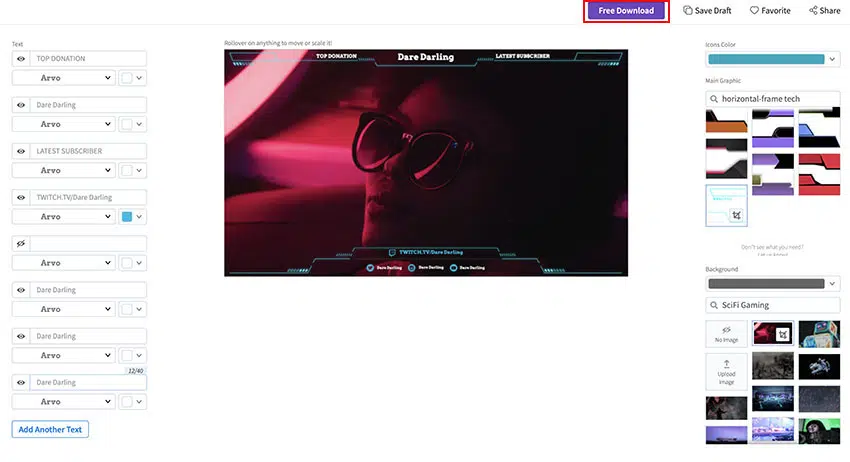 Free Download
Save Draft
Favorite
Share
Text
TOP DONATION
Arvo
Dare Darling
Arvo
LATEST SUBSCRIBER
Arvo
TWITCH.TV/Dare Darling
Arvo
Arvo
Dare Darling
Arvo
Dare Darling
Arvo
12/40
Dare Darling
Arvo
Add Another Text
Rollover on anything to move or scale it!
TOP DONATION
Dare Darling
LATEST SUBSCRIBER
TWITCH.TV/Dare Darling
Dare Darling
Dare Darling
Dare Darling
Icons Color
Main Graphic
horizontal-frame tech
Don't see what you need?
Background
SciFi Gaming
No Image
Upload
Image